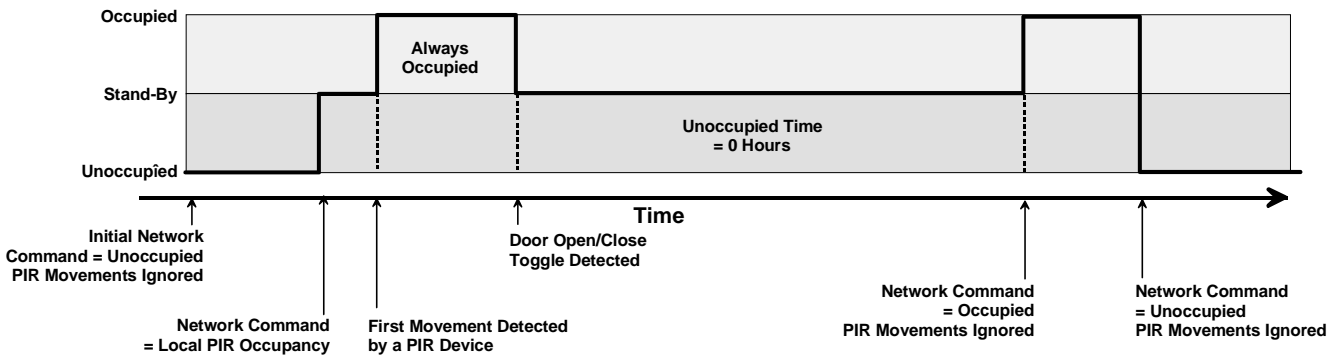 Occupied
Always
Occupied
Stand-By
Unoccupied Time
= 0 Hours
Unoccupîed
Time
Initial Network
Command = Unoccupied
PIR Movements Ignored
Door Open/Close
Toggle Detected
Network Command
= Local PIR Occupancy
First Movement Detected
by a PIR Device
Network Command
= Occupied
PIR Movements Ignored
Network Command
= Unoccupied
PIR Movements Ignored